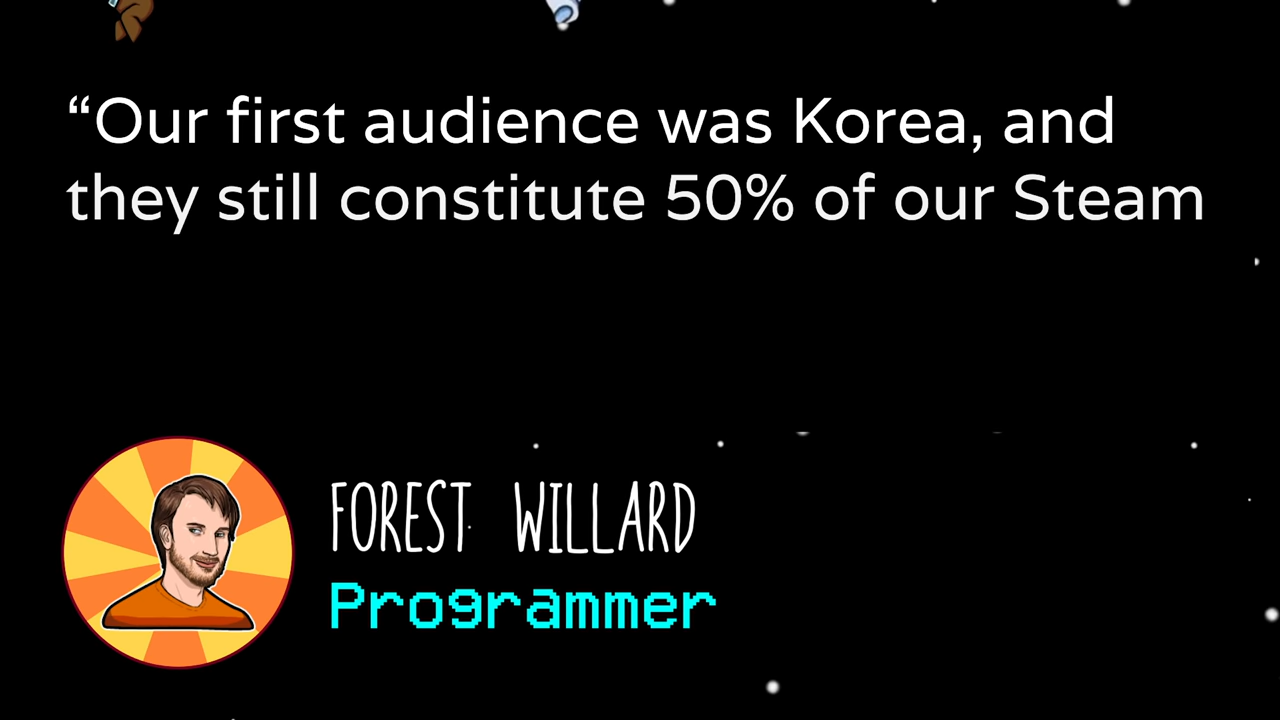 “Our first audience was Korea, and
they still constitute 50% of our Steam
FOREST WILLARD
Programmer